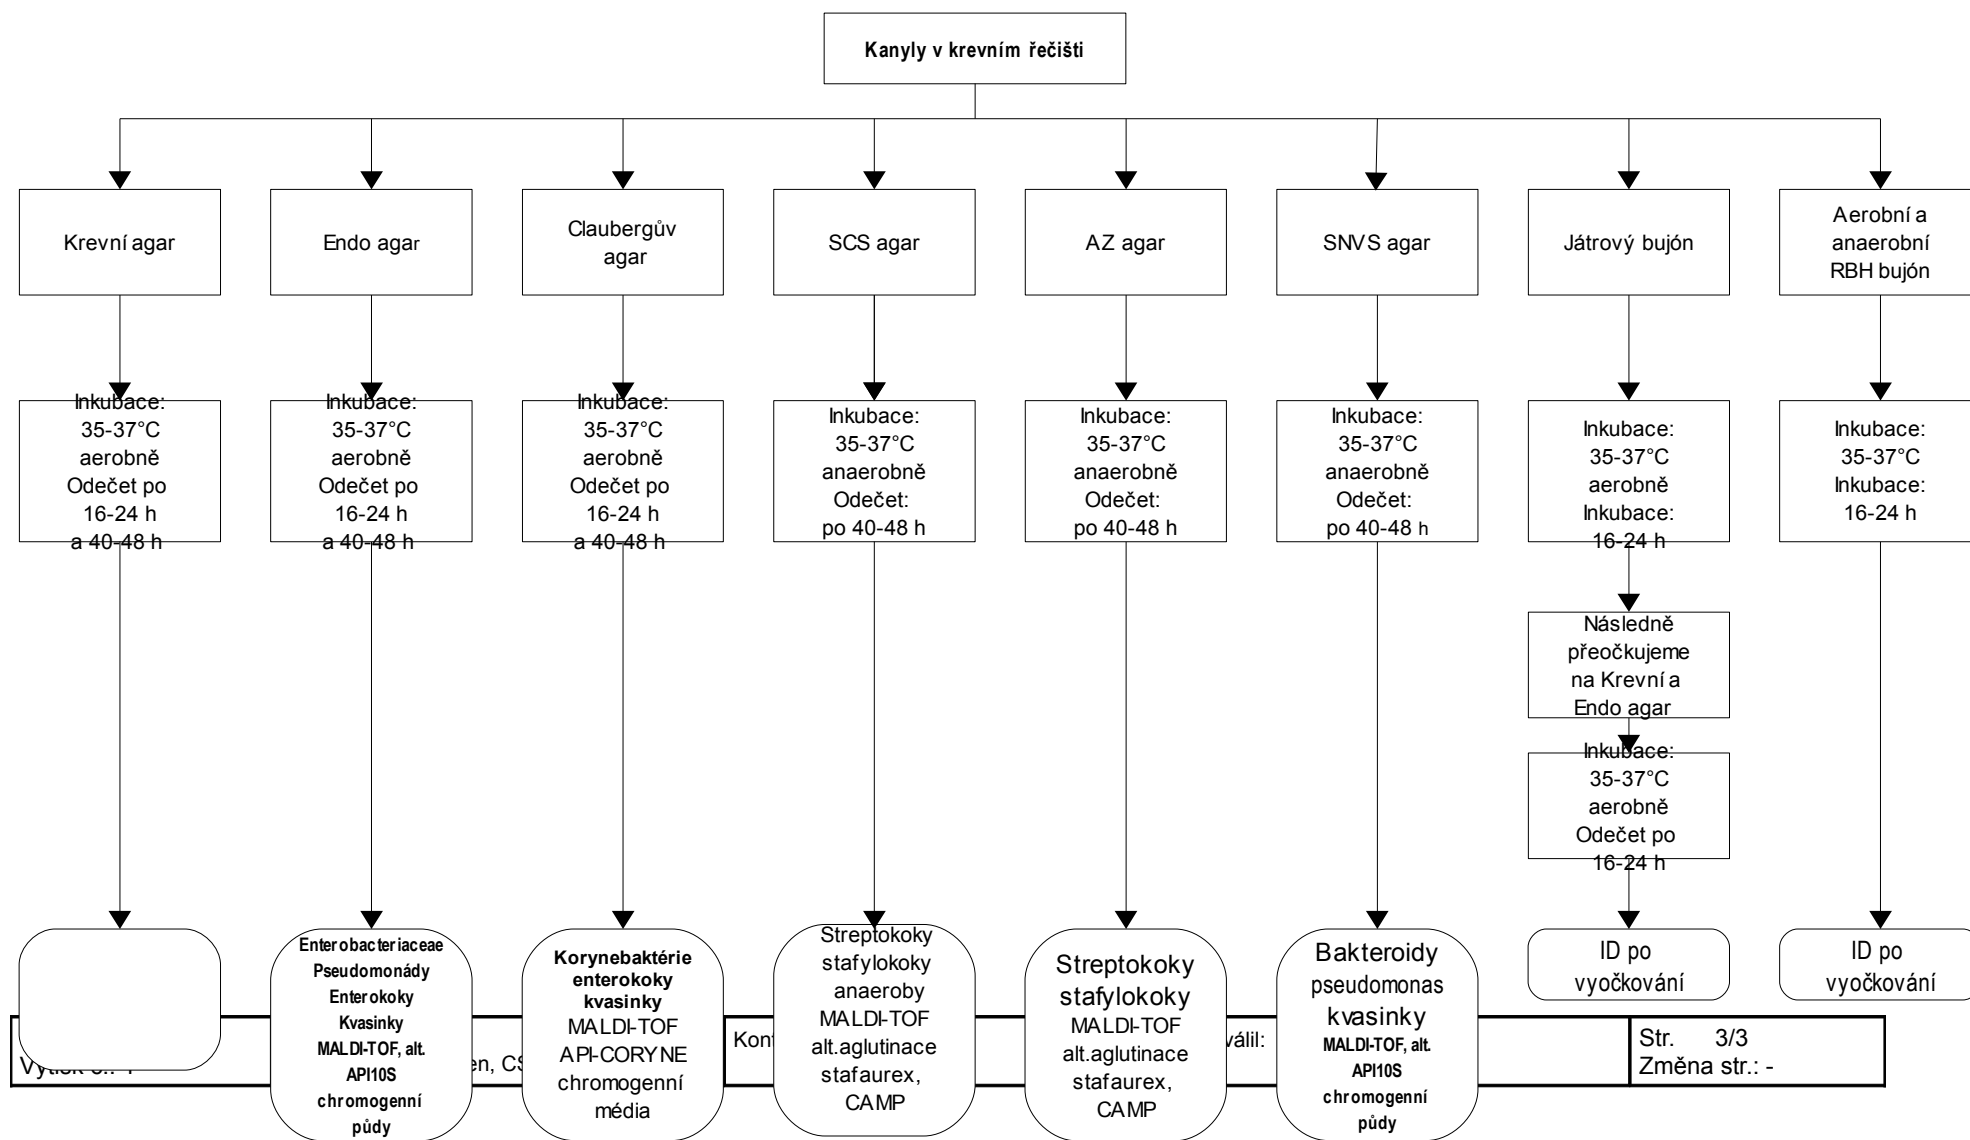 Kanyly v krevním řečišti
Krevní agar
Endo agar
Claubergův
agar
SCS agar
AZ agar
SNVS agar
Játrový bujón
Aerobní a
anaerobní
RBH bujón
Inkubace:
35-37°C
aerobně
Odečet po
16-24 h
a 40-48 h
Inkubace:
35-37°C
aerobně
Odečet po
16-24 h
a 40-48 h
Inkubace:
35-37°C
aerobně
Odečet po
16-24 h
a 40-48 h
Inkubace:
35-37°C
anaerobně
Odečet:
po 40-48 h
Inkubace:
35-37°C
anaerobně
Odečet:
po 40-48 h
Inkubace:
35-37°C
anaerobně
Odečet:
po 40-48 h
Inkubace:
35-37°C
aerobně
Inkubace:
16-24 h
Inkubace:
35-37°C
Inkubace:
16-24 h
Následně
přeočkujeme
na Krevní a
Endo agar
Inkubace:
35-37°C
aerobně
Odečet po
16-24 h
Enterobacteriaceae
Pseudomonády
Enterokoky
Kvasinky
MALDI-TOF, alt.
API10S
chromogenní
půdy
Korynebaktérie
enterokoky
kvasinky
MALDI-TOF
API-CORYNE
chromogenní
média
Streptokoky
stafylokoky
anaeroby
MALDI-TOF
alt.aglutinace
stafaurex,
CAMP
Streptokoky
stafylokoky
MALDI-TOF
alt.aglutinace
stafaurex,
CAMP
Bakteroidy
pseudomonas
kvasinky
MALDI-TOF, alt.
API10S
chromogenní
půdy
ID po
vyočkování
ID po
vyočkování
en, CS
Kont
válil:
Str. 3/3
Změna str.: -